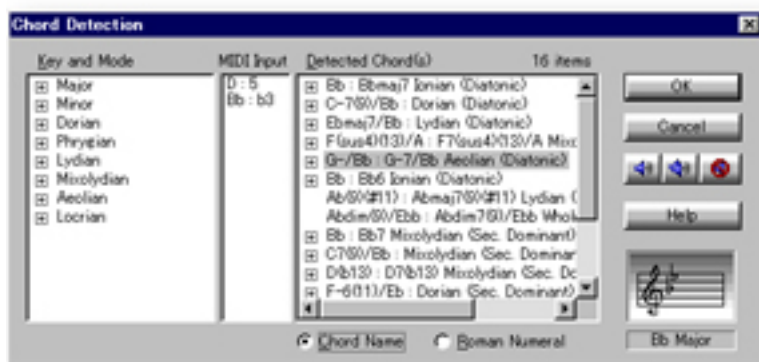 Chord Detection
Key and Mode
Major
Minor
Dorian
Phrygian
Lydian
Mixolydian
Aeolian
Locrian
MIDI Input
D : 5
Bb : b3
Detected Chord(s) 16 items
Bb : Bbmaj7 Ionian (Diatonic)
C-7(9)/Bb : Dorian (Diatonic)
Ebmaj7/Bb : Lydian (Diatonic)
F(sus4)(13)/A : F7(sus4)(13)/A Mixo
G-/Bb : G-7/Bb Aeolian (Diatonic)
Bb : Bb6 Ionian (Diatonic)
Ab(9)(#11) : Abmaj7(9)(#11) Lydian (
Abdim(9)/Ebb : Abdim7(9)/Ebb Whol
Bb : Bb7 Mixolydian (Sec. Dominant)
C7(9)/Bb : Mixolydian (Sec. Dominant)
D(b13) : D7(b13) Mixolydian (Sec. Dc
F-6(11)/Eb : Dorian (Sec. Dominant)
Chord Name
Roman Numeral
OK
Cancel
Help
Bb Major